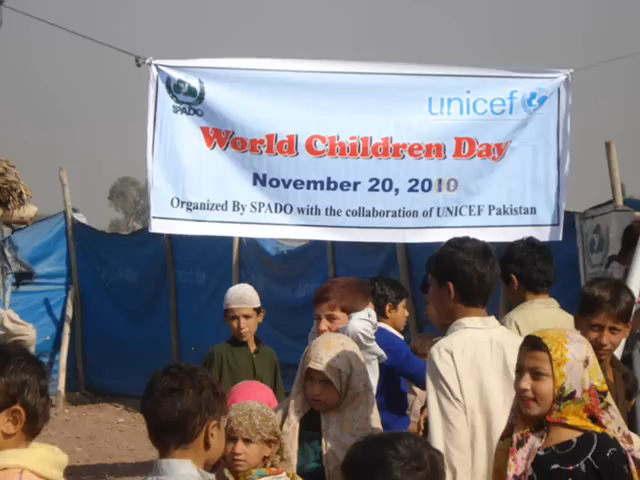 SPADO
unicef
World Children Day
November 20, 2010
Organized By SPADO with the collaboration of UNICEF Pakistan